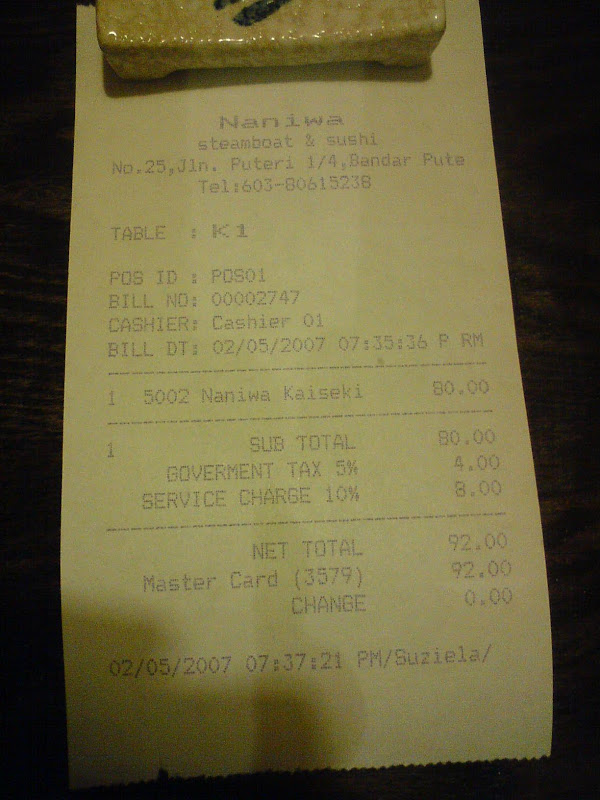 Naniwa
steamboat & sushi
No.25,Jln. Puteri 1/4,Bandar Pute
Tel:603-80615238
TABLE : K1
POS ID : POS01
BILL NO: 00002747
CASHIER: Cashier 01
BILL DT: 02/05/2007 07:35:36 P RM
1 5002 Naniwa Kaiseki 80.00
1 SUB TOTAL 80.00
GOVERMENT TAX 5% 4.00
SERVICE CHARGE 10% 8.00
NET TOTAL 92.00
Master Card (3579) 92.00
CHANGE 0.00
02/05/2007 07:37:21 PM/Suziela/